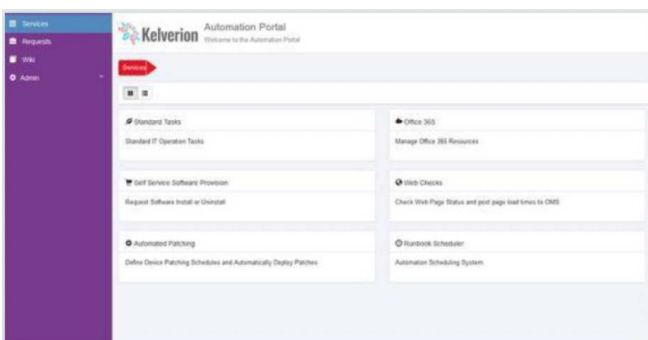 Services
Requests
Wiki
Admin
Kelverion
Automation Portal
Welcome to the Automation Portal
Services
Standard Tasks
Standard IT Operation Tasks
Office 365
Manage Office 365 Resources
Self Service Software Provision
Request Software Install or Uninstall
Web Checks
Check Web Page Status and post page load times to OMS
Automated Patching
Define Device Patching Schedules and Automatically Deploy Patches
Runbook Scheduler
Automation Scheduling System